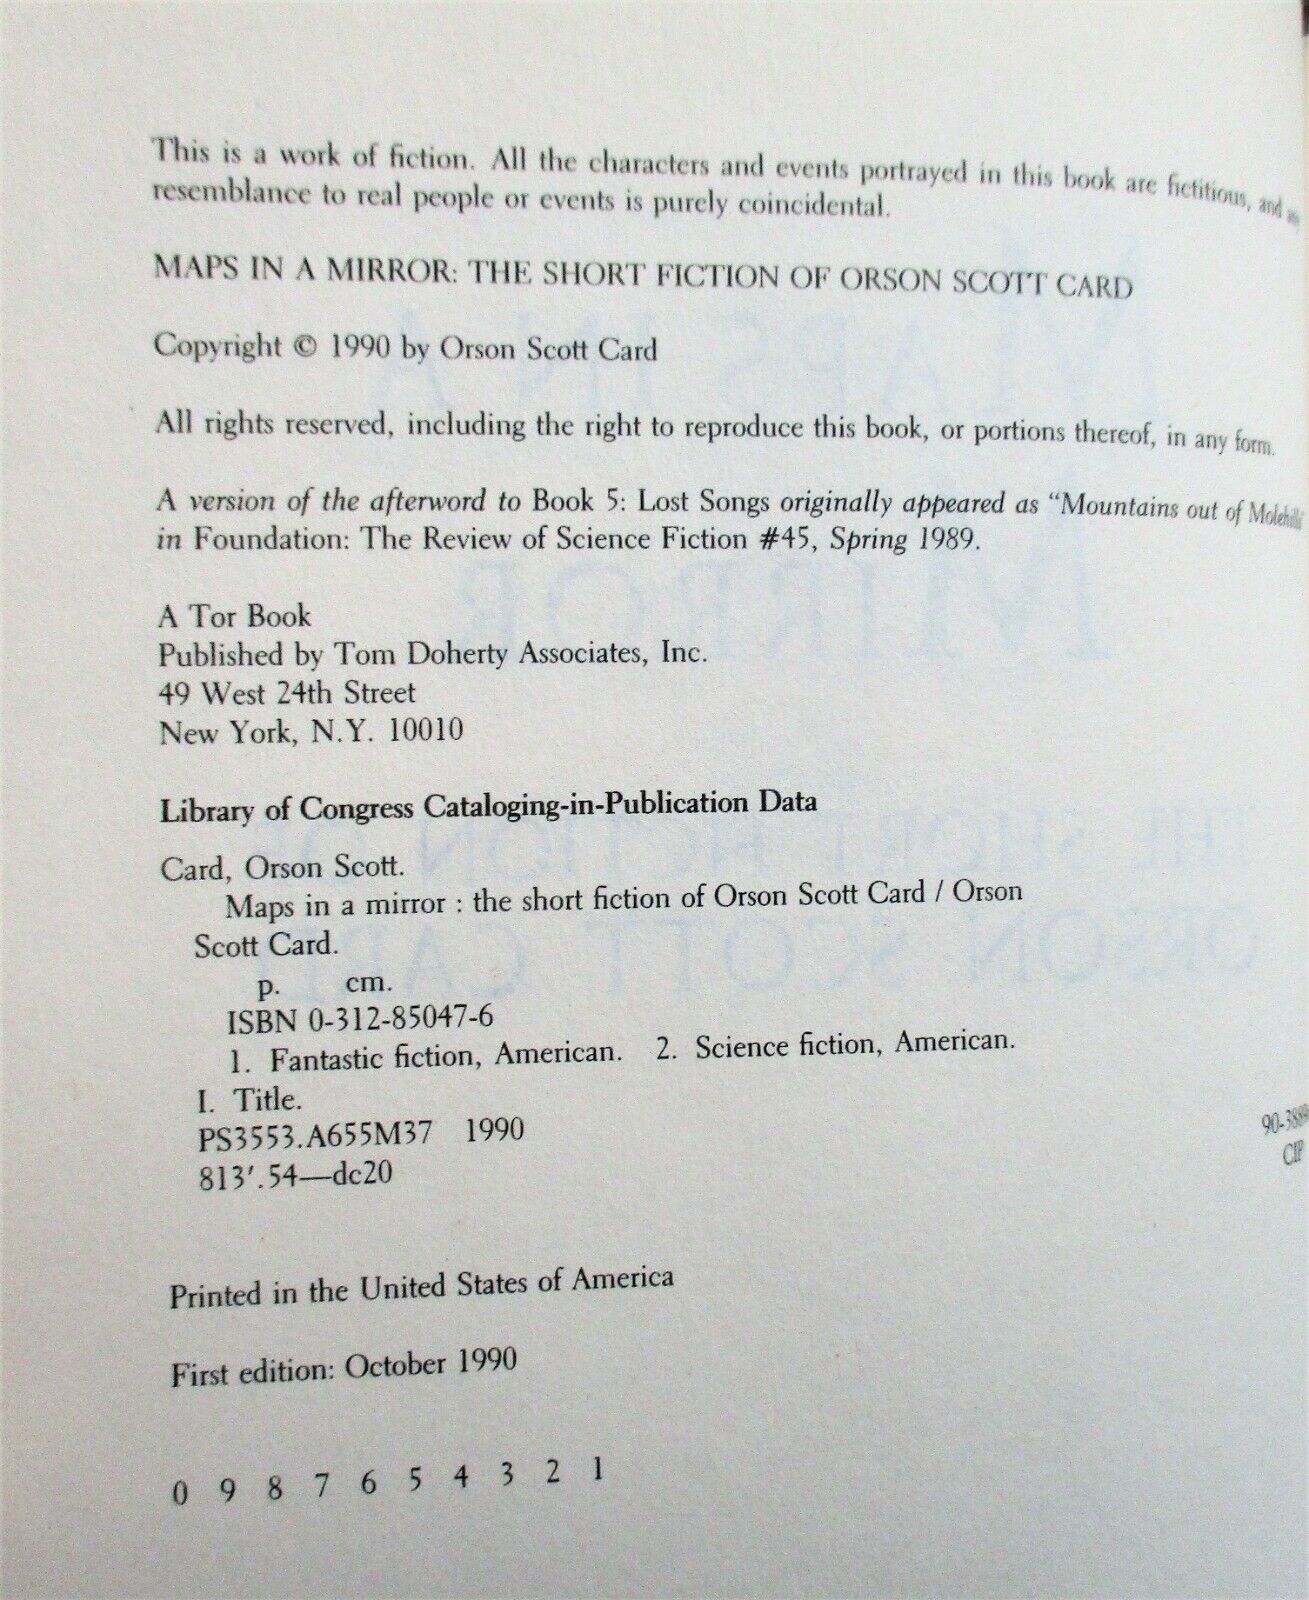 This is a work of fiction. All the characters and events portrayed in this book are fictitious, and
resemblance to real people or events is purely coincidental.
MAPS IN A MIRROR: THE SHORT FICTION OF ORSON SCOTT CARD
Copyright © 1990 by Orson Scott Card
All rights reserved, including the right to reproduce this book, or portions thereof, in any form.
A version of the afterword to Book 5: Lost Songs originally appeared as "Mountains out of Molehills
in Foundation: The Review of Science Fiction #45, Spring 1989.
A Tor Book
Published by Tom Doherty Associates, Inc.
49 West 24th Street
New York, N.Y. 10010
Library of Congress Cataloging-in-Publication Data
Card, Orson Scott.
Maps in a mirror : the short fiction of Orson Scott Card / Orson
Scott Card.
p. cm.
ISBN 0-312-85047-6
1. Fantastic fiction, American. 2. Science fiction, American.
I. Title.
PS3553.A655M37 1990
813'.54—dc20
CIP
Printed in the United States of America
First edition: October 1990
0 9 8 7 6 5 4 3 2 1